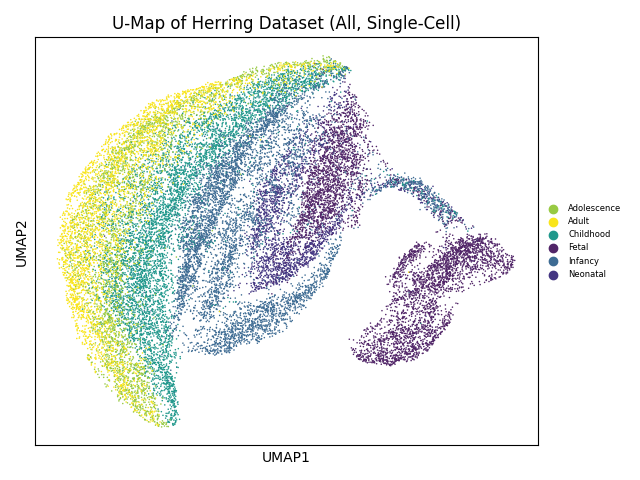 U-Map of Herring Dataset (All, Single-Cell)
UMAP2
Adolescence
Adult
Childhood
Fetal
Infancy
Neonatal
UMAP1